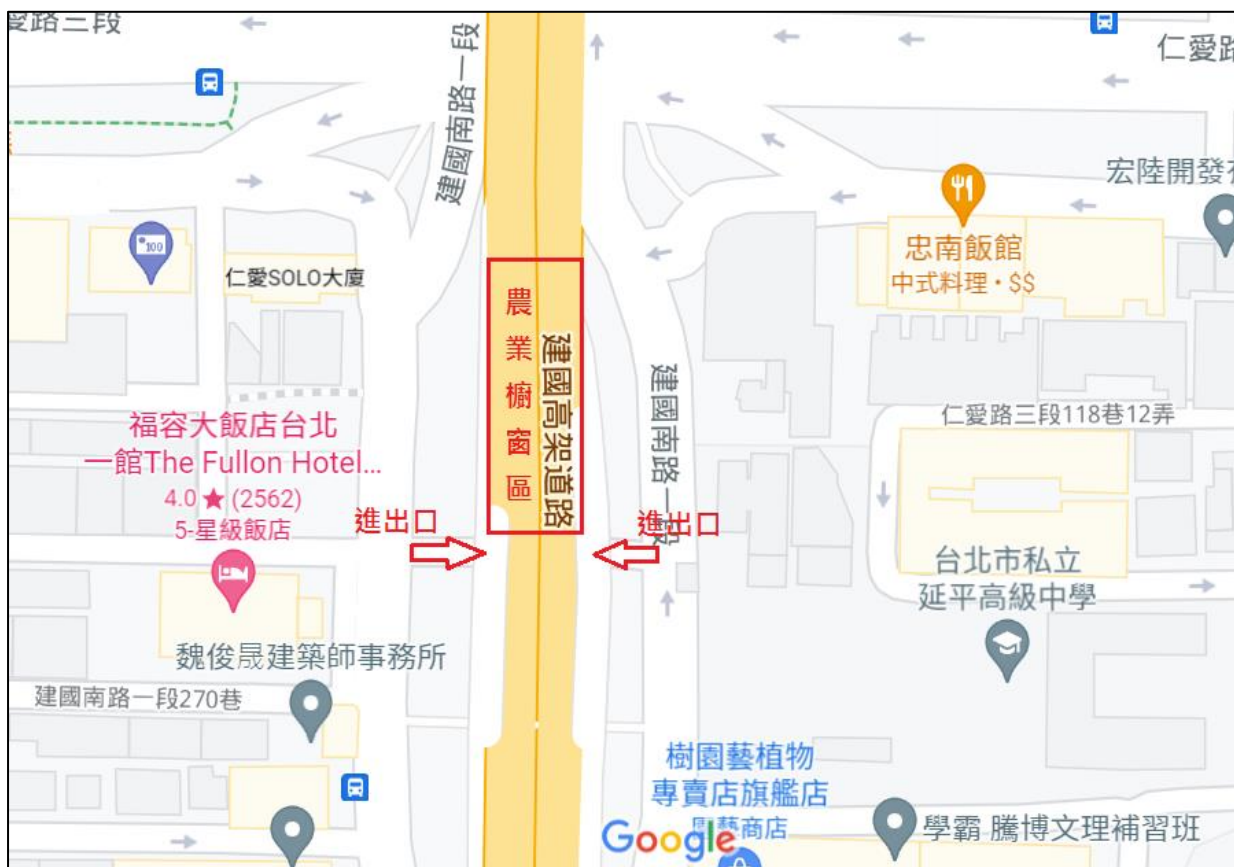 愛路三段
仁愛路
建國南路一段
宏陸開發
忠南飯館
中式料理・$$
100
仁愛SOLO大廈
農業櫥窗區
建國高架道路
建國南路一段
仁愛路三段118巷12弄
福容大飯店台北
一館The Fullon Hotel...
4.0 ★ (2562)
5-星級飯店
進出口
進出口
台北市私立
延平高級中學
魏俊晟建築師事務所
建國南路一段270巷
樹園藝植物
專賣店旗艦店
園藝商店
Google
學霸 騰博文理補習班